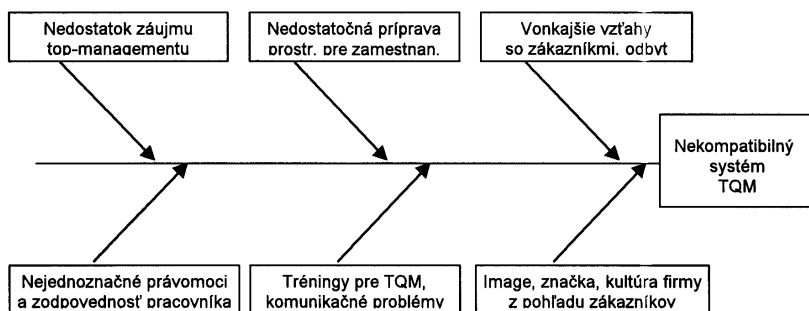 Nedostatok záujmu
top-managementu
Nedostatočná príprava
prostr. pre zamestnan.
Vonkajšie vzťahy
so zákazníkmi, odbyt
Nekompatibilný
systém
TQM
Nejednoznačné právomoci
a zodpovednosť pracovníka
Tréningy pre TQM,
komunikačné problémy
Image, značka, kultúra firmy
z pohľadu zákazníkov